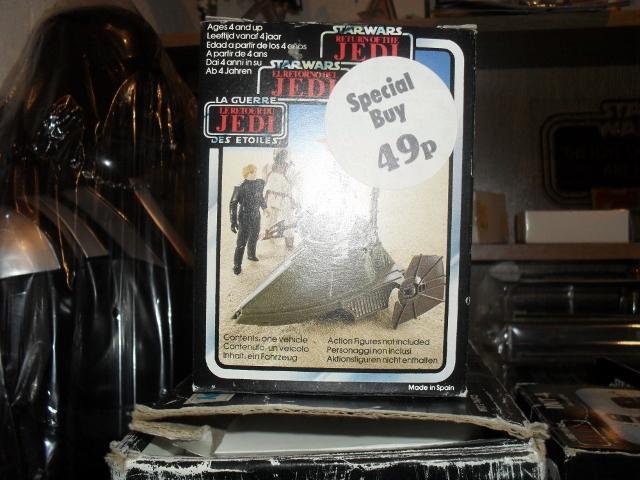 Ages 4 and up
Leeftijd vanaf 4 jaar
Edad a partir de los 4 años
A partir de 4 ans
Dai 4 anni in su
Ab 4 Jahren
STAR WARS
RETURN OF THE
JEDI
STAR WARS
EL RETORNO DEL
JEDI
LA GUERRE
LE RETOUR DU
JEDI
DES ETOILES
Special
Buy
49p
Contents: one vehicle
Contenuto, un veicolo
Inhalt: ein Fahrzeug
Action Figures not included
Personaggi non inclusi
Aktionsfiguren nicht enthalten
Made in Spain
STAR
WARS